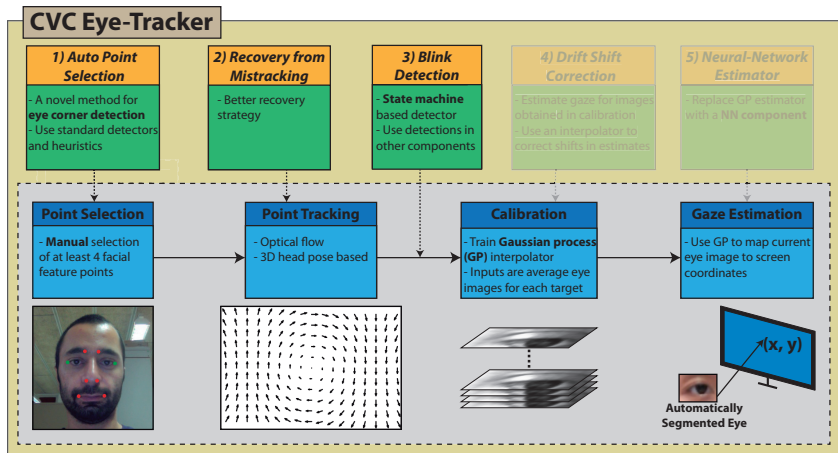 CVC Eye-Tracker
1) Auto Point
Selection
- A novel method for
eye corner detection
- Use standard detectors
and heuristics
2) Recovery from
Mistracking
- Better recovery
strategy
3) Blink
Detection
- State machine
based detector
- Use detections in
other components
4) Drift Shift
Correction
- Estimate gaze for images
obtained in calibration
- Use an interpolator to
correct shifts in estimates
5) Neural-Network
Estimator
- Replace GP estimator
with a NN component
Point Selection
- Manual selection
of at least 4 facial
feature points
Point Tracking
- Optical flow
- 3D head pose based
Calibration
- Train Gaussian process
(GP) interpolator
- Inputs are average eye
images for each target
Gaze Estimation
- Use GP to map current
eye image to screen
coordinates
(x, y)
Automatically
Segmented Eye